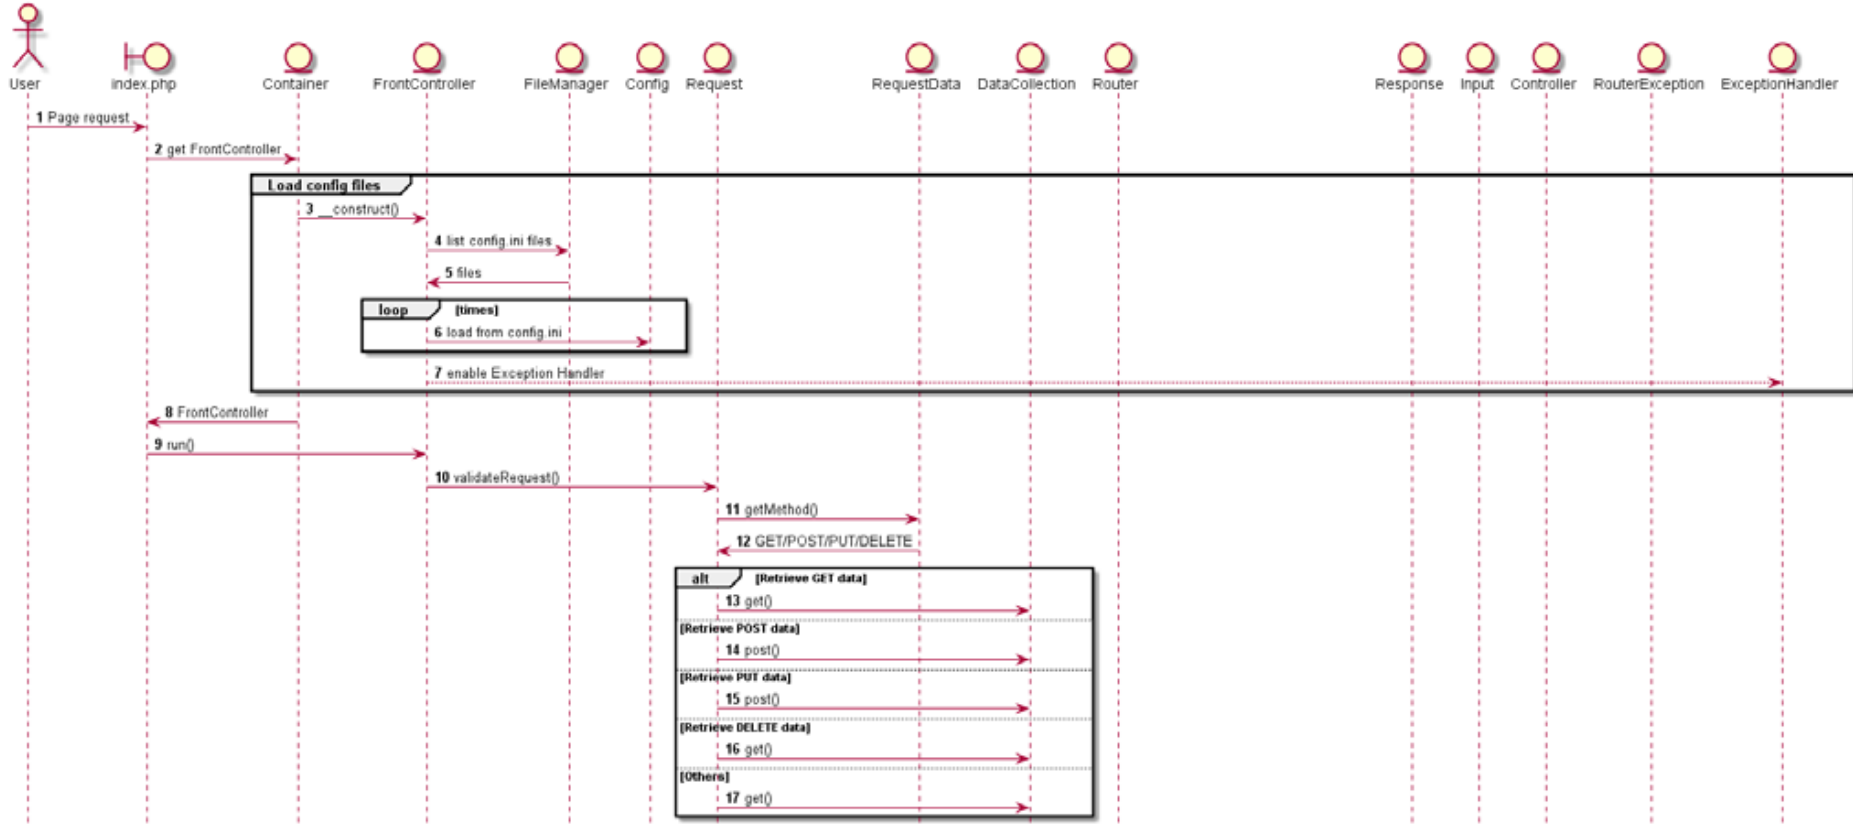 User
index.php
Container
FrontController
FileManager
Config
Request
RequestData
DataCollection
Router
Response
Input
Controller
RouterException
ExceptionHandler
1 Page request
2 get FrontController
Load config files
3 __construct()
4 list config.ini files
5 files
loop [times]
6 load from config.ini
7 enable Exception Handler
8 FrontController
9 run()
10 validateRequest()
11 getMethod()
12 GET/POST/PUT/DELETE
alt [Retrieve GET data]
13 get()
[Retrieve POST data]
14 post()
[Retrieve PUT data]
15 post()
[Retrieve DELETE data]
16 get()
[Others]
17 get()